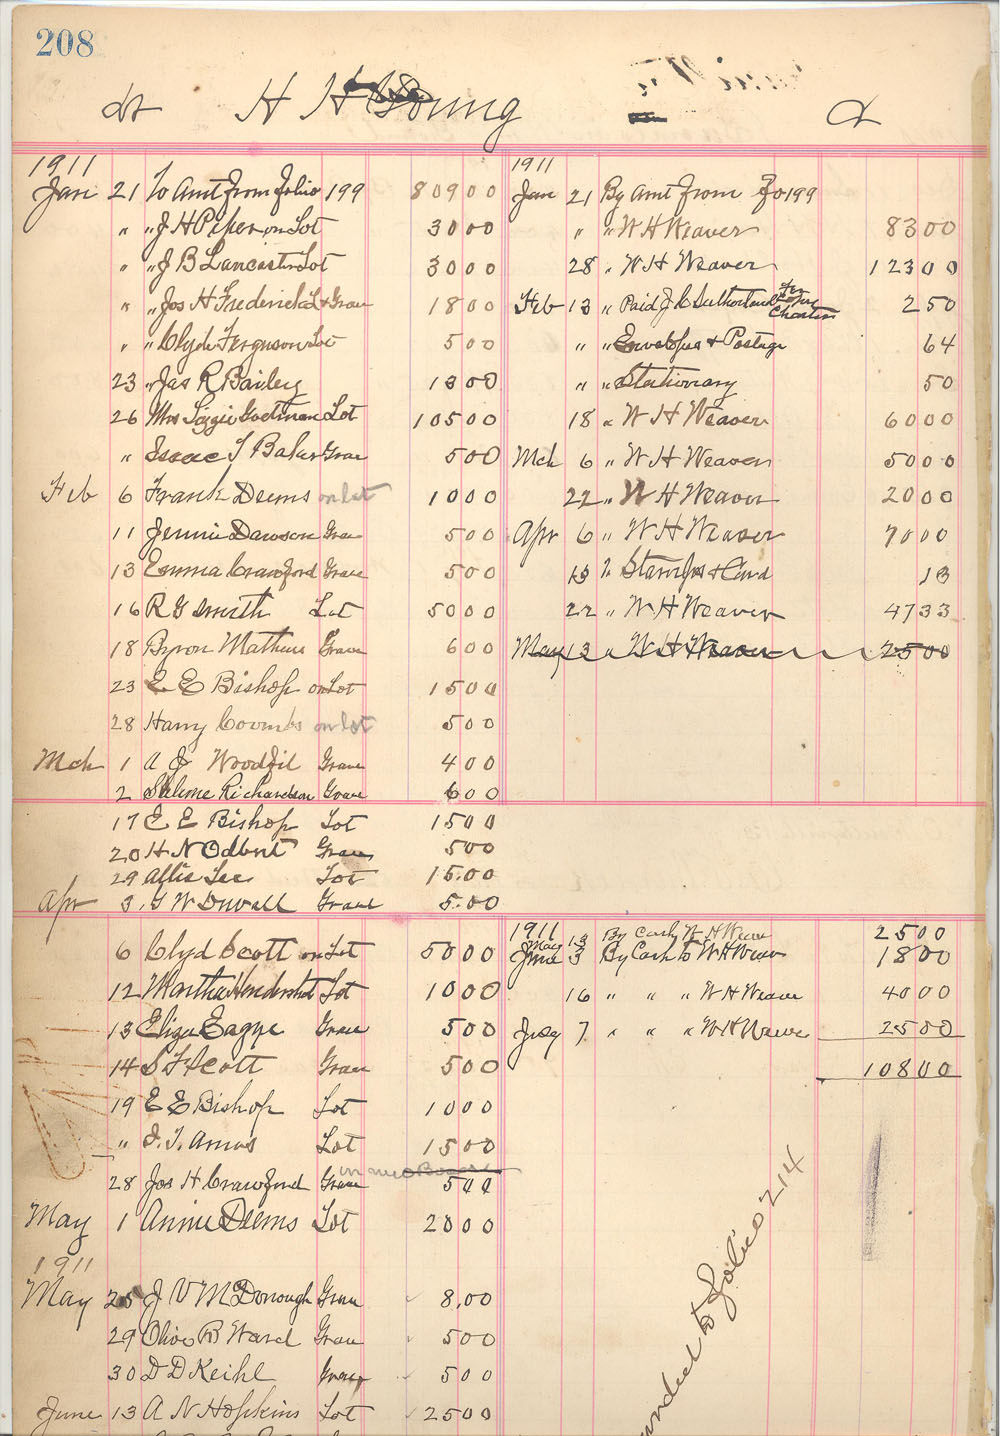 208
Dr H H Young Cr
1911
Jan 21 To Amt From Folio 199 809 00
" " J H Piper on Lot 30 00
" " J B Lancaster Lot 30 00
" " Jos H Frederick L & Grave 18 00
" " Clyde Ferguson Lot 5 00
23 " Jas R Bailey 13 00
26 Mrs Lizzie Goetman Lot 105 00
" Isaac T Baker Grave 5 00
Feb 6 Frank Deems on Lot 10 00
11 Jennie Dawson Grave 5 00
13 Emma Crawford Grave 5 00
16 R G Smith Lot 50 00
18 Byron Mathews Grave 6 00
23 E E Bishop on Lot 15 00
28 Harry Coombs on Lot 5 00
Mch 1 A J Woodfil Grave 4 00
2 Richardson Grave 6 00
17 E E Bishop Lot 15 00
20 H N Odbert Grave 5 00
29 Allis Lee Lot 15.00
Apr 3 G W Duvall Grave 5.00
6 Clyd Scott on Lot 50 00
12 Martha Hendershot Lot 10 00
13 Eliza Eagye Grave 5 00
14 S F Scott Grave 5 00
19 E E Bishop Lot 10 00
" J. T. Amos Lot 15 00
28 Jos H Crawford Grave 5 00
May 1 Annie Deems Lot 20 00
1911
May 25 J V McDonough Grave 8.00
29 Olive B Ward Grave 5 00
30 D D Keihl Grave 5 00
June 13 A N Hopkins Lot 25 00
1911
Jan 21 By Amt From Fo 199
" " W H Weaver 83 00
28 " W H Weaver 123 00
Feb 13 " Paid J R Sutherland For Copy Charter 2 50
" " Envelopes & Postage 64
" " Stationary 50
18 " W H Weaver 60 00
Mch 6 " W H Weaver 50 00
22 " W H Weaver 20 00
Apr 6 " W H Weaver 70 00
13 " Stamps & Card 13
22 " W H Weaver 47 33
May 13 " W H Weaver 25 00
1911
May 13 By Cash W H Weaver 25 00
June 3 By Cash To W H Weaver 18 00
16 " " " W H Weaver 40 00
July 7 " " " W H Weaver 25 00
108 00
to Folio 214